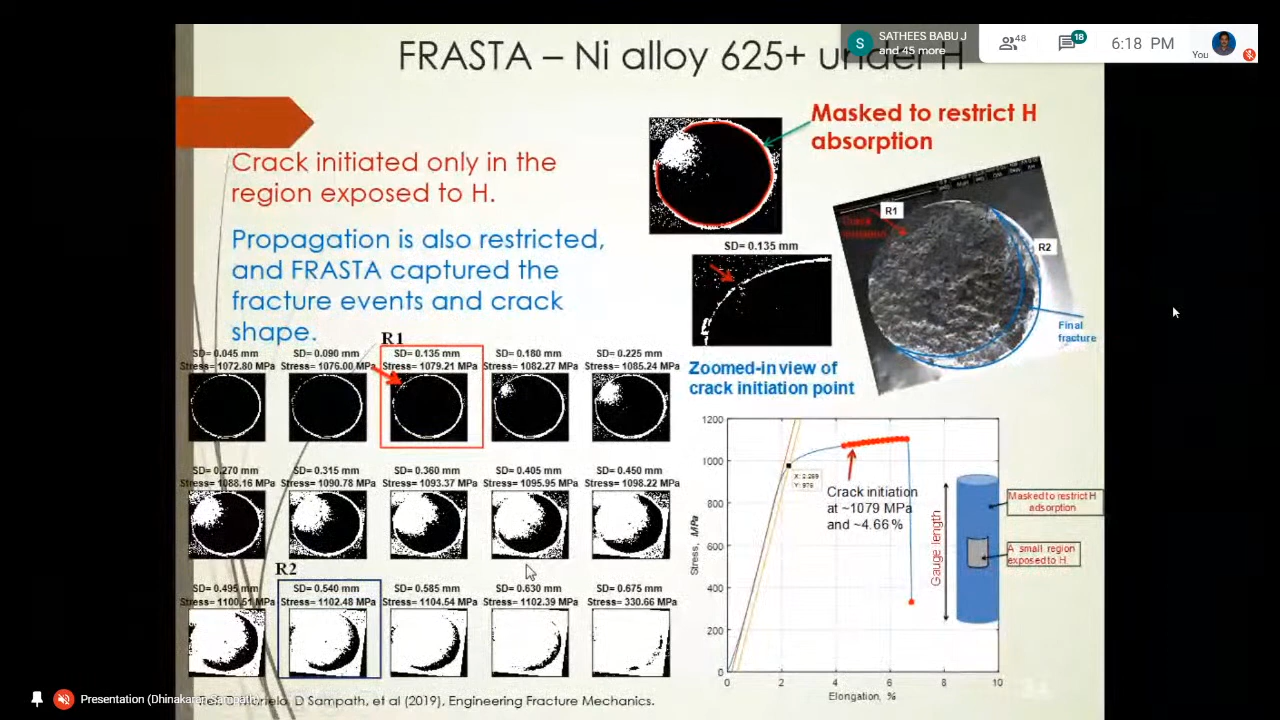 FRASTA – Ni alloy 625+ under H
SATHEES BABU J
and 45 more
48
18
6:18 PM
You
S
Masked to restrict H
absorption
Crack initiated only in the
region exposed to H.
Propagation is also restricted,
and FRASTA captured the
fracture events and crack
shape.
SD= 0.135 mm
R1
Crack
initiation
R2
Final
fracture
Zoomed-in view of
crack initiation point
R1
SD= 0.045 mm SD= 0.090 mm SD= 0.135 mm SD= 0.180 mm SD= 0.225 mm
Stress= 1072.80 MPa Stress= 1076.00 MPa Stress= 1079.21 MPa Stress= 1082.27 MPa Stress= 1085.24 MPa
SD= 0.270 mm SD= 0.315 mm SD= 0.360 mm SD= 0.405 mm SD= 0.450 mm
Stress= 1088.16 MPa Stress= 1090.78 MPa Stress= 1093.37 MPa Stress= 1095.95 MPa Stress= 1098.22 MPa
R2
SD= 0.495 mm SD= 0.540 mm SD= 0.585 mm SD= 0.630 mm SD= 0.675 mm
Stress= 1100.51 MPa Stress= 1102.48 MPa Stress= 1104.54 MPa Stress= 1102.39 MPa Stress= 330.66 MPa
1200
1000
800
600
400
200
0
Stress, MPa
X: 2.269
Y: 976
Crack initiation
at ~1079 MPa
and ~4.66%
0 2 4 6 8 10
Elongation, %
Gauge length
Masked to restrict H
adsorption
A small region
exposed to H
Presentation (Dhinakaran Sampath)
D Sampath, et al (2019), Engineering Fracture Mechanics.